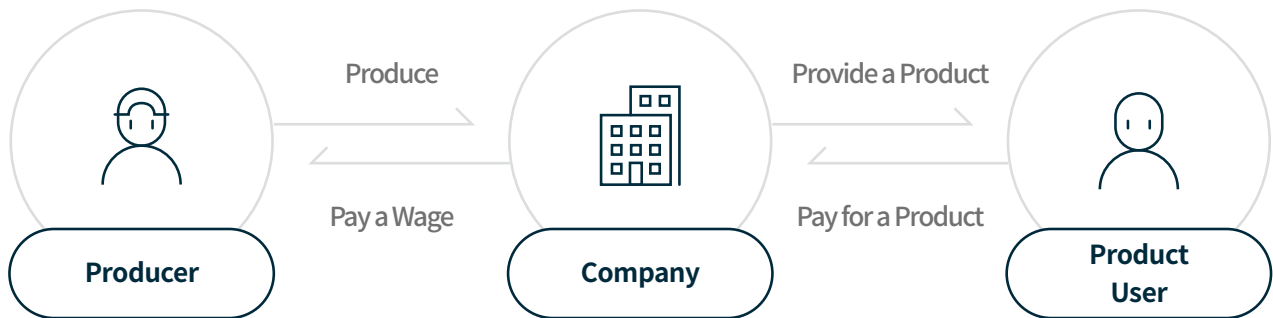 Produce
Provide a Product
Pay a Wage
Pay for a Product
Producer
Company
Product
User